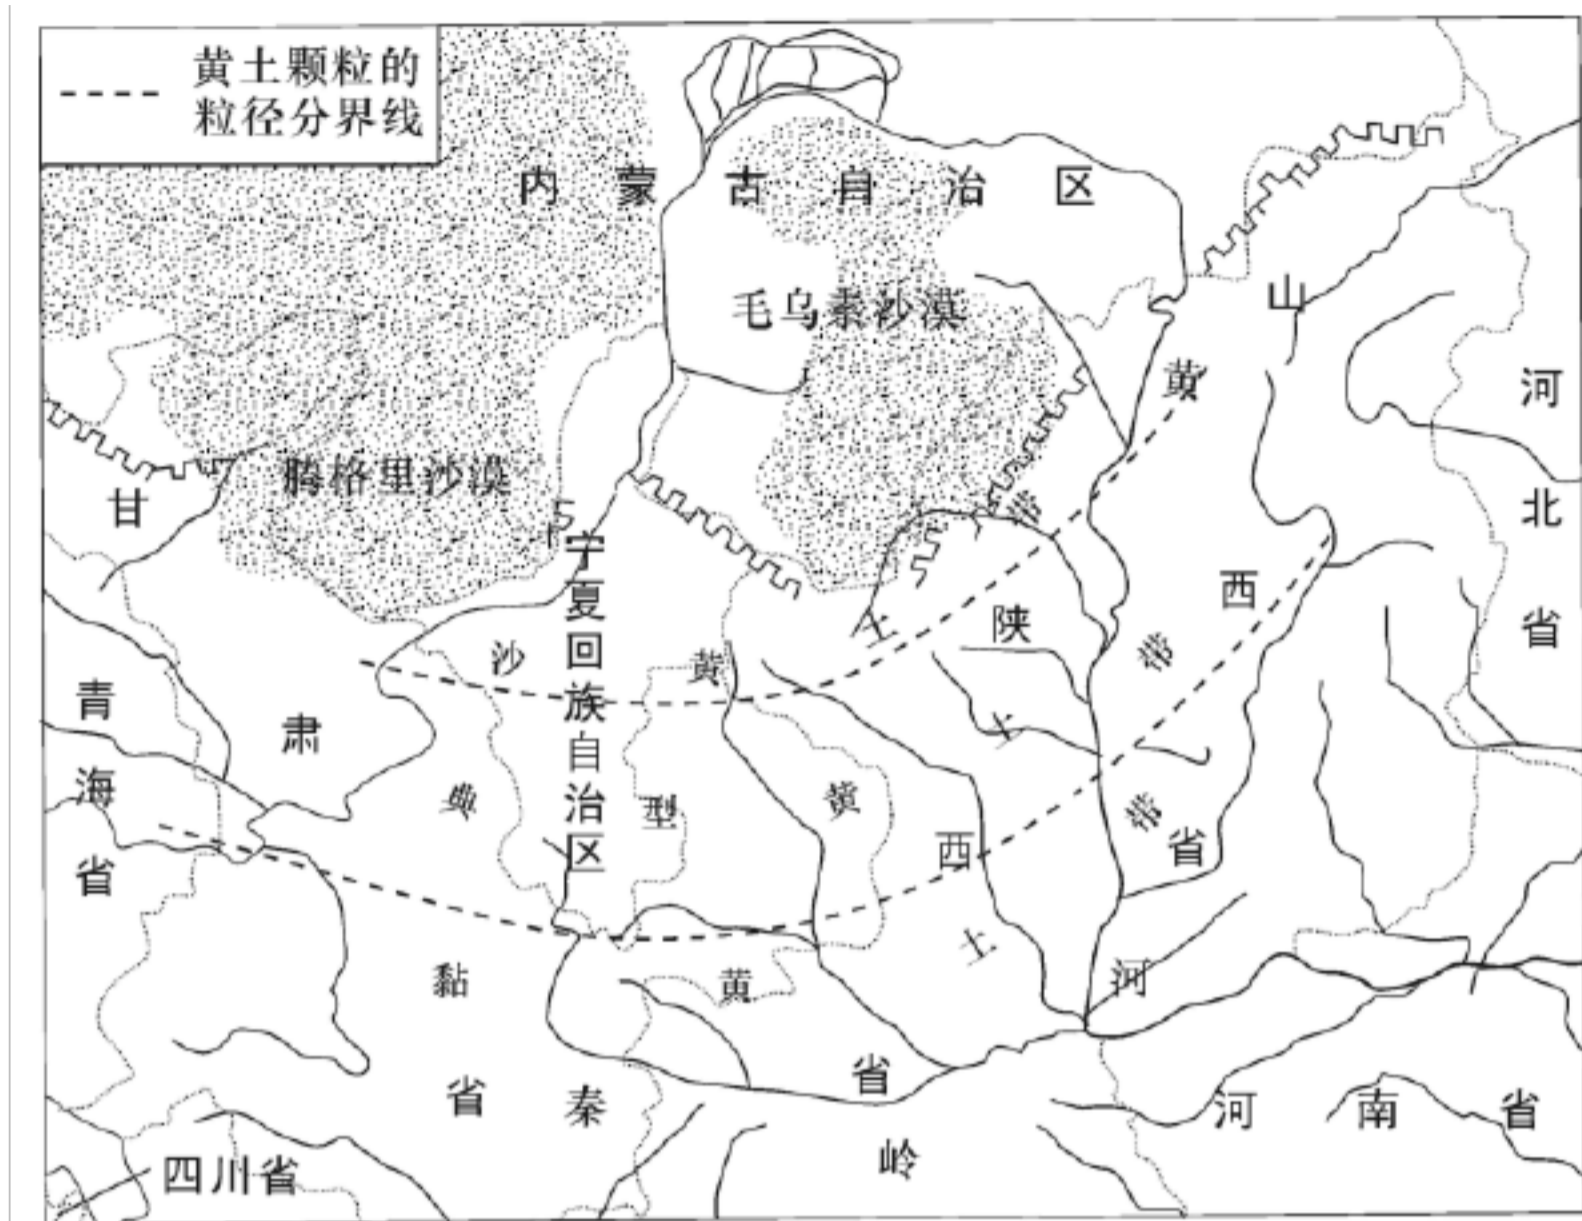 黄土颗粒的
粒径分界线
内蒙古自治区
毛乌素沙漠
腾格里沙漠
宁夏回族自治区
甘肃省
青海省
四川省
陕西省
山西省
河北省
河南省
沙黄土带
典型黄土带
黏黄土带
黄河
秦岭